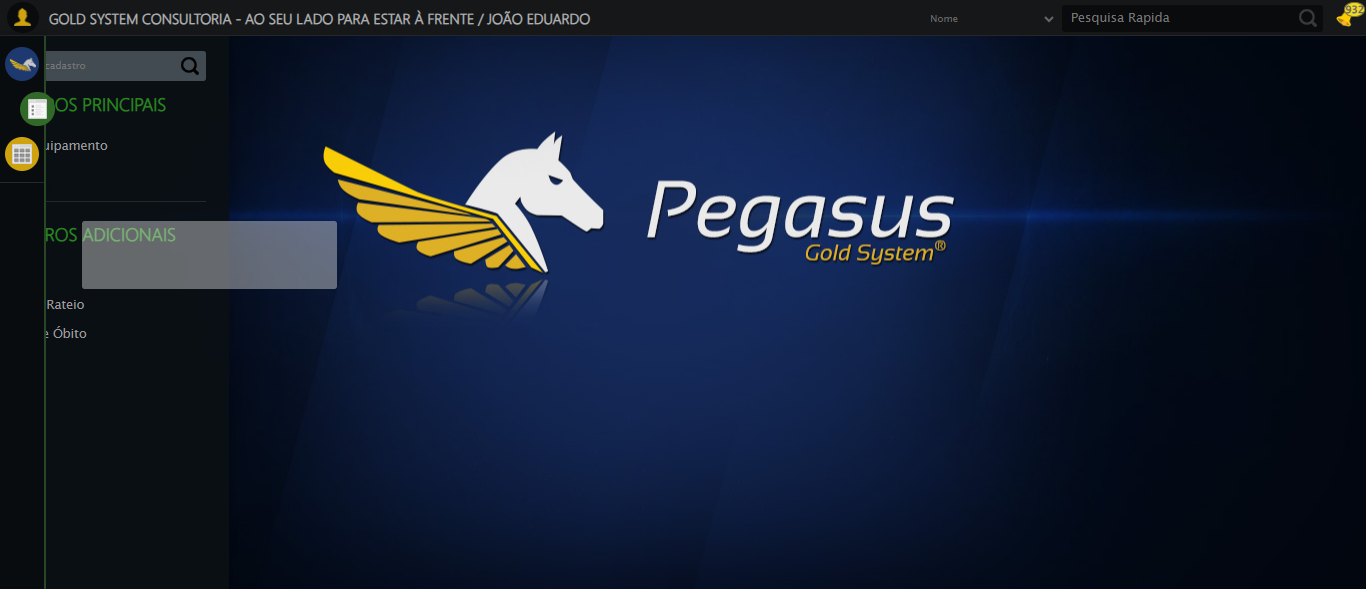 GOLD SYSTEM CONSULTORIA - AO SEU LADO PARA ESTAR À FRENTE / JOÃO EDUARDO
Nome
Pesquisa Rapida
932
cadastro
OS PRINCIPAIS
uipamento
ROS ADICIONAIS
Rateio
e Óbito
Pegasus
Gold System®